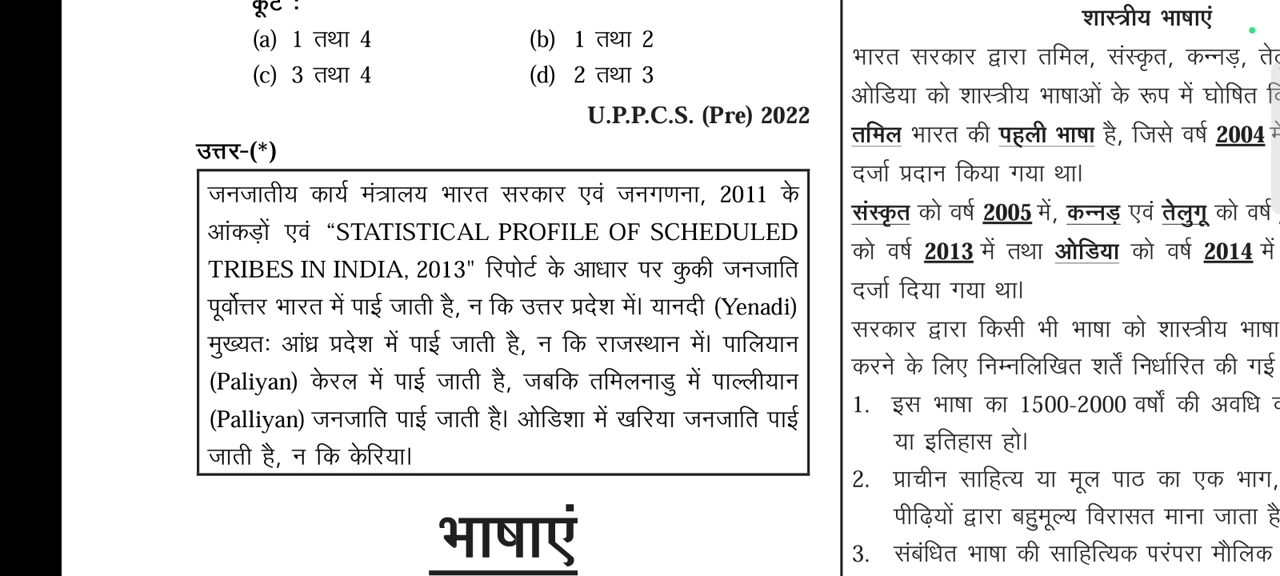 कूट :
(a) 1 तथा 4 (b) 1 तथा 2
(c) 3 तथा 4 (d) 2 तथा 3
U.P.P.C.S. (Pre) 2022
उत्तर-(*)
जनजातीय कार्य मंत्रालय भारत सरकार एवं जनगणना, 2011 के
आंकड़ों एवं “STATISTICAL PROFILE OF SCHEDULED
TRIBES IN INDIA, 2013" रिपोर्ट के आधार पर कुकी जनजाति
पूर्वोत्तर भारत में पाई जाती है, न कि उत्तर प्रदेश में। यानदी (Yenadi)
मुख्यतः आंध्र प्रदेश में पाई जाती है, न कि राजस्थान में। पालियान
(Paliyan) केरल में पाई जाती है, जबकि तमिलनाडु में पाल्लीयान
(Palliyan) जनजाति पाई जाती है। ओडिशा में खरिया जनजाति पाई
जाती है, न कि केरिया।
भाषाएं
शास्त्रीय भाषाएं
भारत सरकार द्वारा तमिल, संस्कृत, कन्नड़,
ओडिया को शास्त्रीय भाषाओं के रूप में घोषित
तमिल भारत की पहली भाषा है, जिसे वर्ष 2004
दर्जा प्रदान किया गया था।
संस्कृत को वर्ष 2005 में, कन्नड़ एवं तेलुगू को वर्ष
को वर्ष 2013 में तथा ओडिया को वर्ष 2014 में
दर्जा दिया गया था।
सरकार द्वारा किसी भी भाषा को शास्त्रीय भाषा
करने के लिए निम्नलिखित शर्तें निर्धारित की गई
1. इस भाषा का 1500-2000 वर्षों की अवधि
या इतिहास हो।
2. प्राचीन साहित्य या मूल पाठ का एक भाग,
पीढ़ियों द्वारा बहुमूल्य विरासत माना जाता है
3. संबंधित भाषा की साहित्यिक परंपरा मौलिक